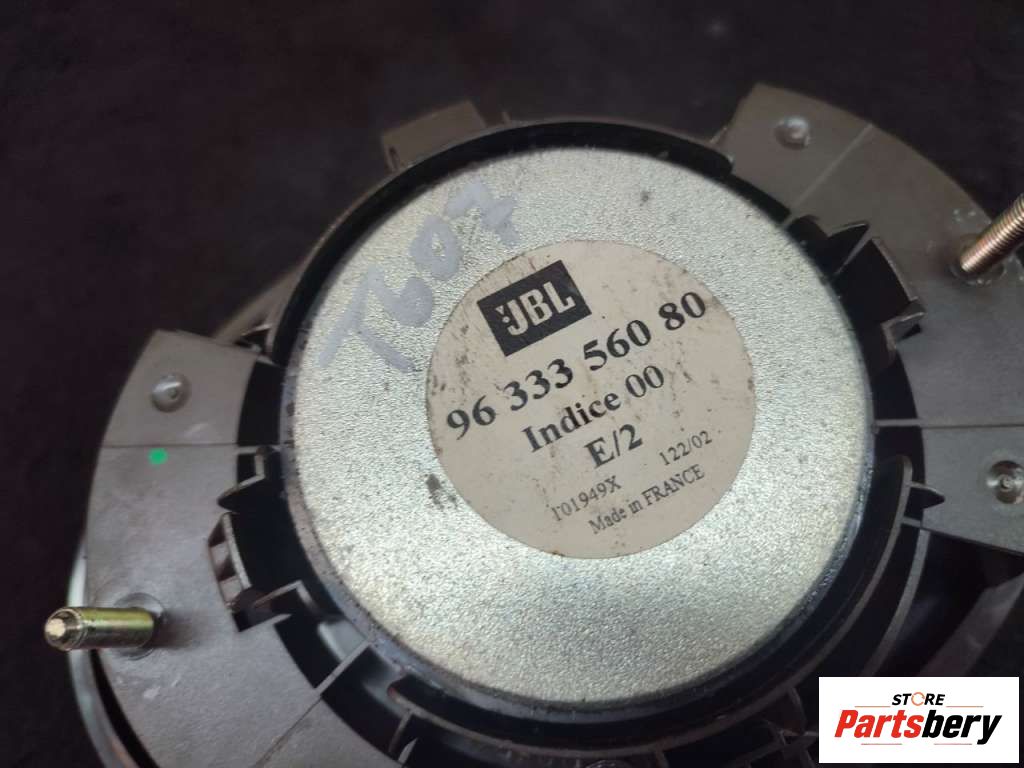 T607
JBL
96 333 560 80
Indice 00
E/2
T01949X 122/02
Made in FRANCE
STORE
Partsbery